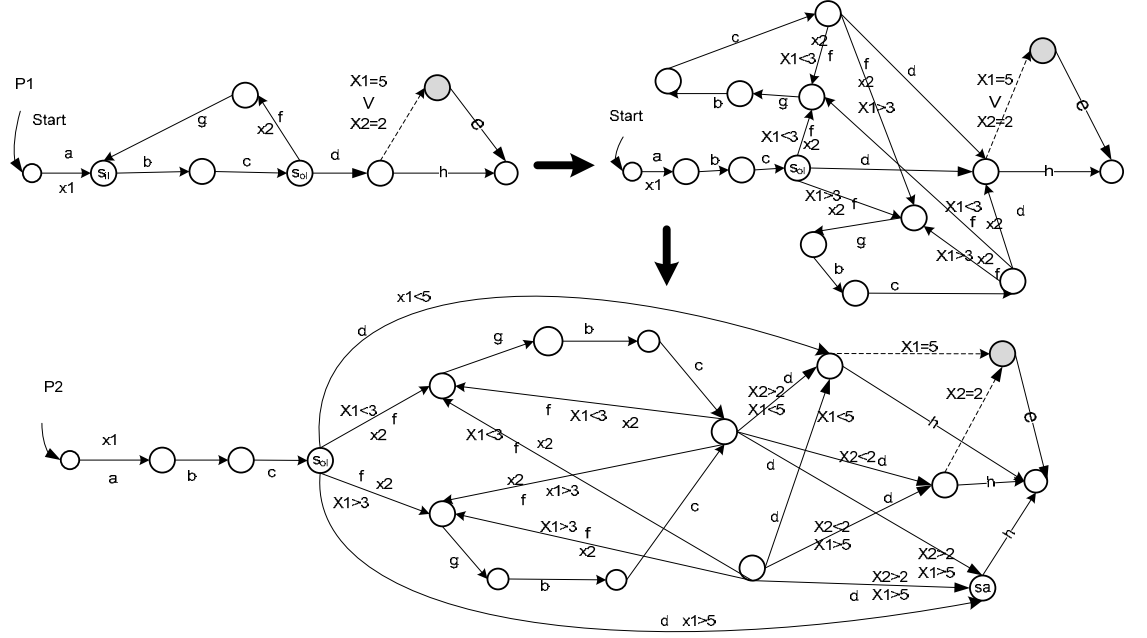 P1
Start
a
x1
s_il
b
c
g
f
x2
s_ol
d
X1=5
V
X2=2
e
h
Start
a
x1
b
c
s_ol
c
b
g
x2
X1<3 f
f
x2
X1>3
d
X1<3 f
x2
d
X1=5
V
X2=2
e
h
X1>3 f
x2
g
b
c
X1<3
f x2
d
X1>3 x2
f
P2
x1
a
b
c
s_ol
x1<5
d
X1<3 f
x2
f x2
X1>3
g
b
c
f X1<3 x2
X1<3
f x2
x2
f x1>3
X1>3 f
x2
g
b
c
X2>2 d
X1<5
X1<5
d
X2<2 d
d
d
X2<2
X1>5
X2>2
X1>5
X2>2
d X1>5
d x1>5
X1=5
X2=2
e
h
h
h
sa